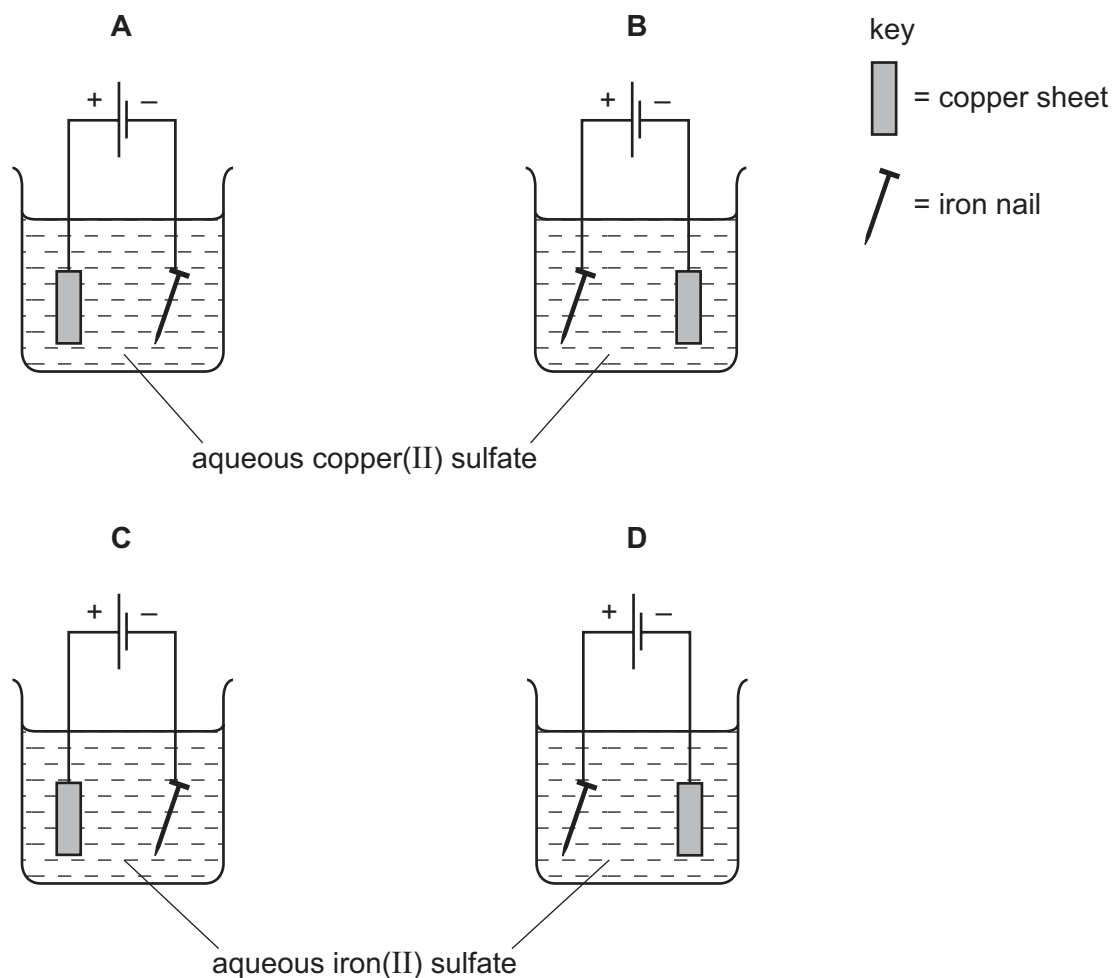 A
B
key
+ –
+ –
= copper sheet
= iron nail
aqueous copper(II) sulfate
C
D
+ –
+ –
aqueous iron(II) sulfate